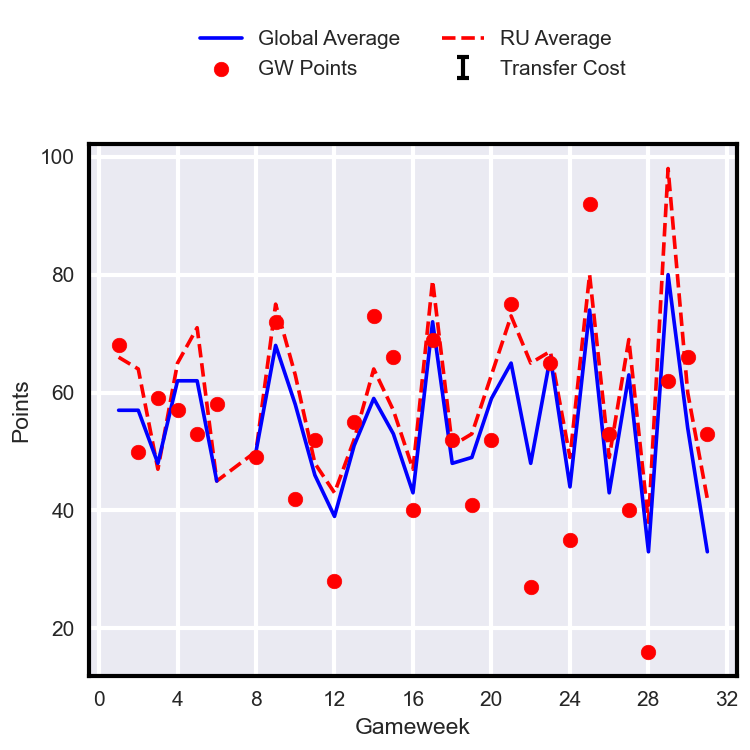 Global Average
RU Average
GW Points
Transfer Cost
100
80
60
40
20
Points
0 4 8 12 16 20 24 28 32
Gameweek